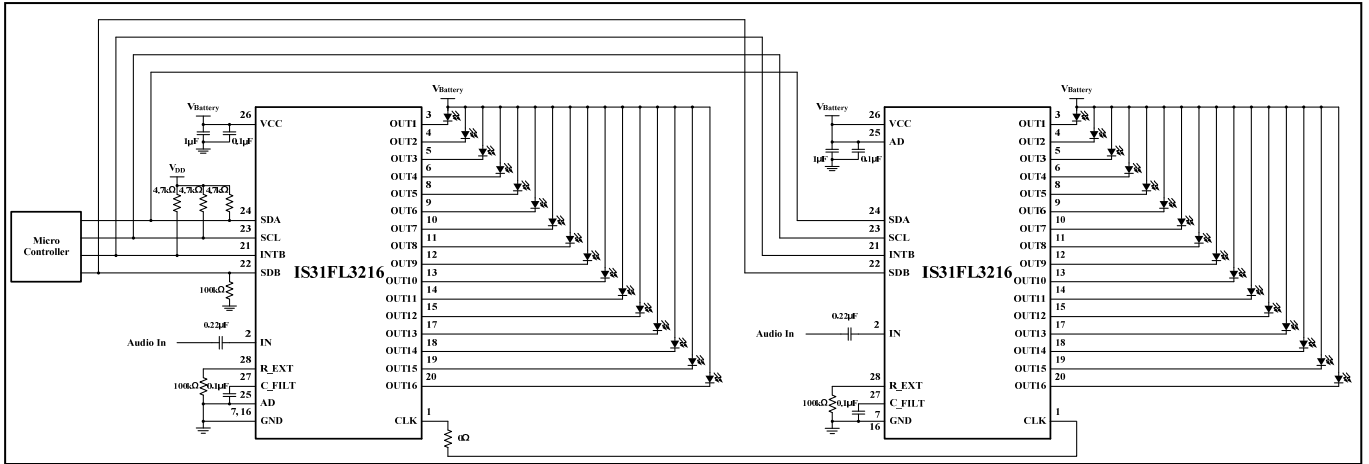 Micro
Controller
VBattery
1µF
0.1µF
VDD
4.7kΩ
4.7kΩ
4.7kΩ
100kΩ
Audio In
0.22µF
100kΩ
0.1µF
IS31FL3216
26 VCC
24 SDA
23 SCL
21 INTB
22 SDB
2 IN
28 R_EXT
27 C_FILT
25 AD
7, 16 GND
VBattery
OUT1 3
OUT2 4
OUT3 5
OUT4 6
OUT5 8
OUT6 9
OUT7 10
OUT8 11
OUT9 12
OUT10 13
OUT11 14
OUT12 15
OUT13 17
OUT14 18
OUT15 19
OUT16 20
CLK 1
0Ω
VBattery
1µF
0.1µF
Audio In
0.22µF
100kΩ
0.1µF
IS31FL3216
26 VCC
25 AD
24 SDA
23 SCL
21 INTB
22 SDB
2 IN
28 R_EXT
27 C_FILT
7 GND
16
VBattery
OUT1 3
OUT2 4
OUT3 5
OUT4 6
OUT5 8
OUT6 9
OUT7 10
OUT8 11
OUT9 12
OUT10 13
OUT11 14
OUT12 15
OUT13 17
OUT14 18
OUT15 19
OUT16 20
CLK 1